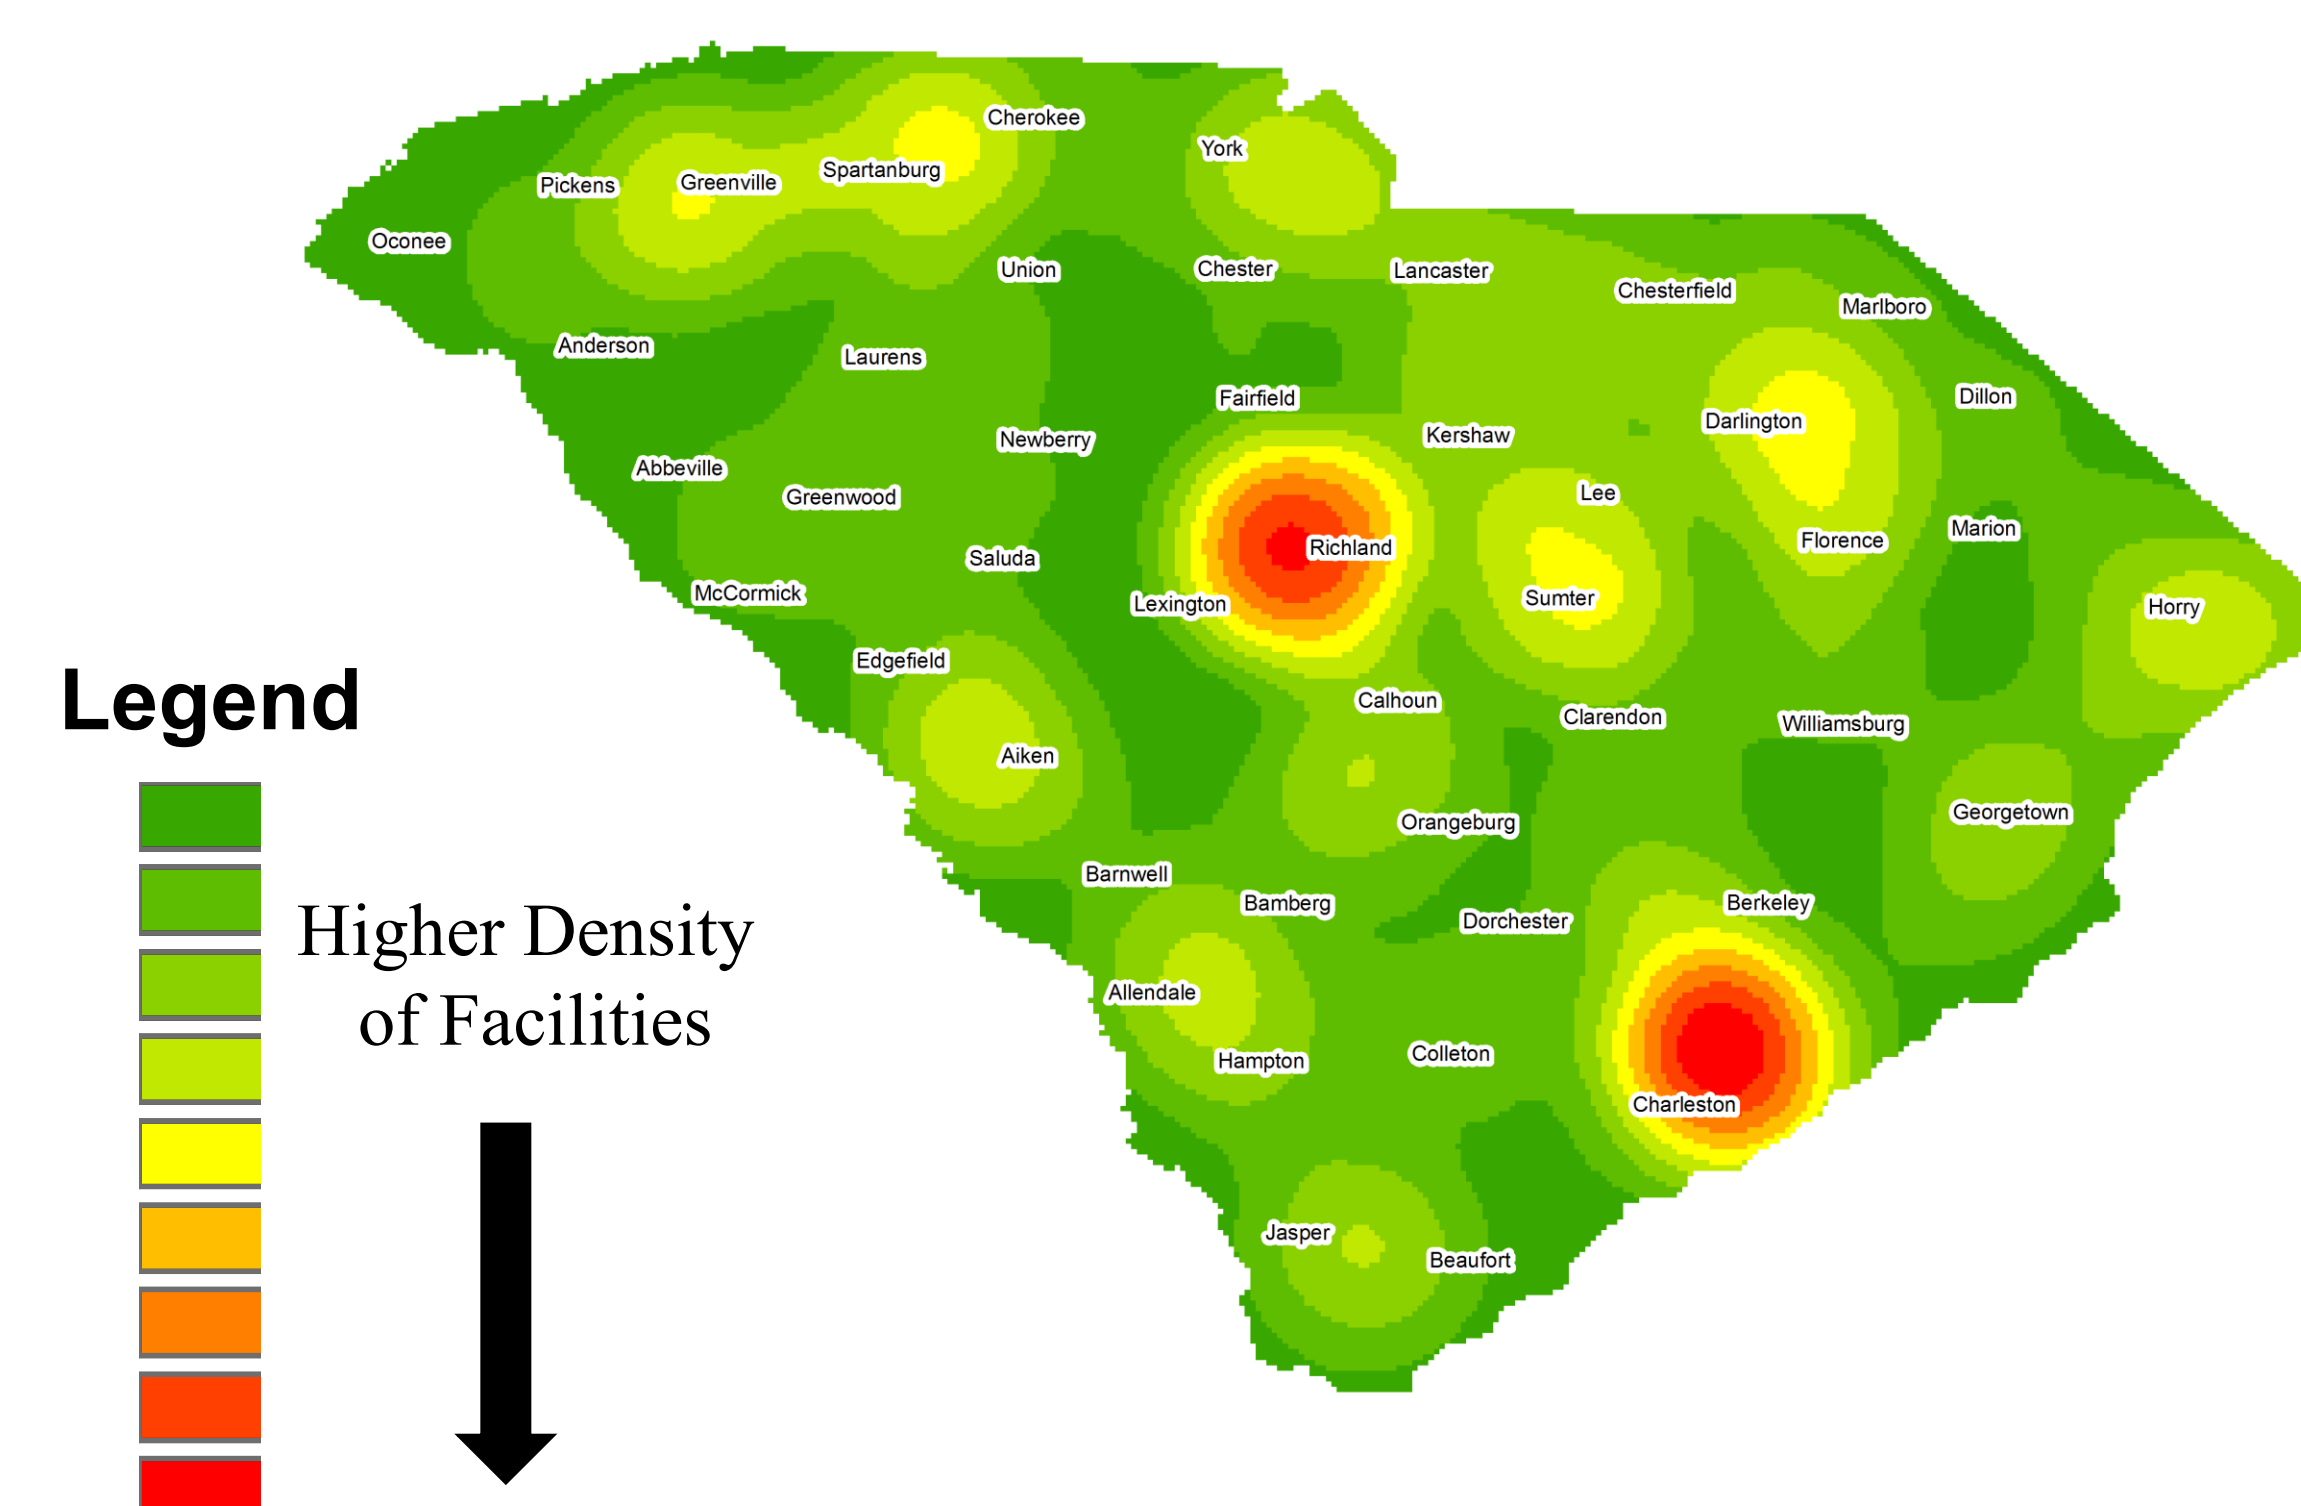 Cherokee
York
Spartanburg
Pickens
Greenville
Oconee
Union
Chester
Lancaster
Chesterfield
Marlboro
Anderson
Laurens
Fairfield
Dillon
Darlington
Newberry
Kershaw
Abbeville
Greenwood
Lee
Marion
Florence
Richland
Saluda
McCormick
Lexington
Sumter
Horry
Edgefield
Calhoun
Clarendon
Williamsburg
Aiken
Georgetown
Orangeburg
Barnwell
Bamberg
Berkeley
Dorchester
Allendale
Hampton
Colleton
Charleston
Jasper
Beaufort
Legend
Higher Density
of Facilities